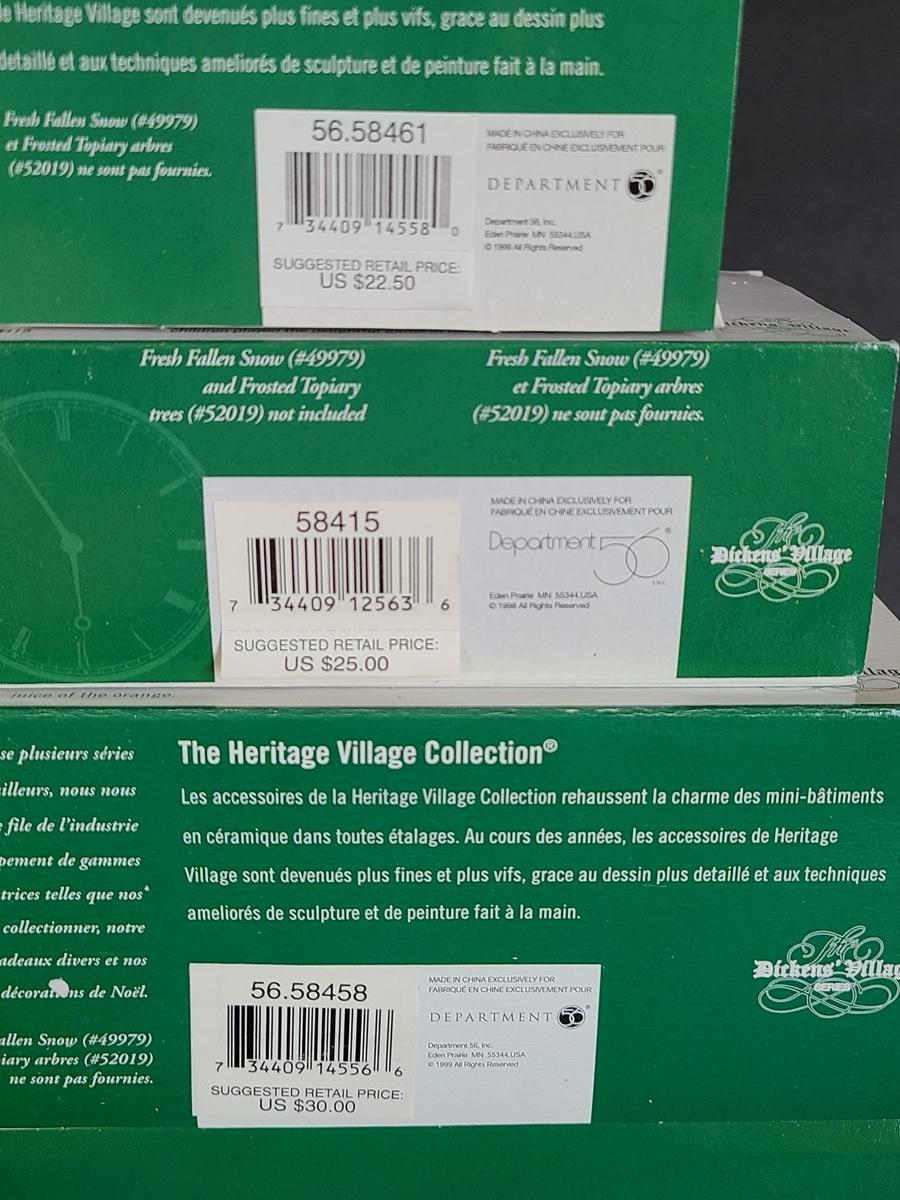 le Heritage Village sont devenués plus fines et plus vifs, grace au dessin plus
detaillé et aux techniques ameliorés de sculpture et de peinture fait à la main.
Fresh Fallen Snow (#49979)
et Frosted Topiary arbres
(#52019) ne sont pas fournies.
56.58461
7 34409 14558 0
SUGGESTED RETAIL PRICE:
US $22.50
MADE IN CHINA EXCLUSIVELY FOR
FABRIQUÉ EN CHINE EXCLUSIVEMENT POUR
DEPARTMENT 56®
Department 56, Inc.
Eden Prairie MN 55344,USA
© 1999 All Rights Reserved
Dickens' Village
Fresh Fallen Snow (#49979)
and Frosted Topiary
trees (#52019) not included
Fresh Fallen Snow (#49979)
et Frosted Topiary arbres
(#52019) ne sont pas fournies.
58415
7 34409 12563 6
SUGGESTED RETAIL PRICE:
US $25.00
MADE IN CHINA EXCLUSIVELY FOR
FABRIQUÉ EN CHINE EXCLUSIVEMENT POUR
Department 56®
INC.
Eden Prairie MN 55344,USA
© 1998 All Rights Reserved
The
Dickens' Village
SERIES
juice of the orange.
se plusieurs séries
illeurs, nous nous
file de l'industrie
pement de gammes
trices telles que nos
collectionner, notre
adeaux divers et nos
décorations de Noël.
allen Snow (#49979)
iary arbres (#52019)
ne sont pas fournies.
The Heritage Village Collection®
Les accessoires de la Heritage Village Collection rehaussent la charme des mini-bâtiments
en céramique dans toutes étalages. Au cours des années, les accessoires de Heritage
Village sont devenués plus fines et plus vifs, grace au dessin plus detaillé et aux techniques
ameliorés de sculpture et de peinture fait à la main.
56.58458
7 34409 14556 6
SUGGESTED RETAIL PRICE:
US $30.00
MADE IN CHINA EXCLUSIVELY FOR
FABRIQUÉ EN CHINE EXCLUSIVEMENT POUR
DEPARTMENT 56®
Department 56, Inc.
Eden Prairie MN 55344,USA
© 1999 All Rights Reserved
The
Dickens' Villag
SERIES